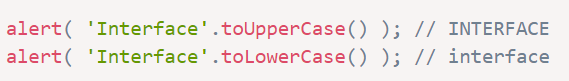 alert( 'Interface'.toUpperCase() ); // INTERFACE
alert( 'Interface'.toLowerCase() ); // interface